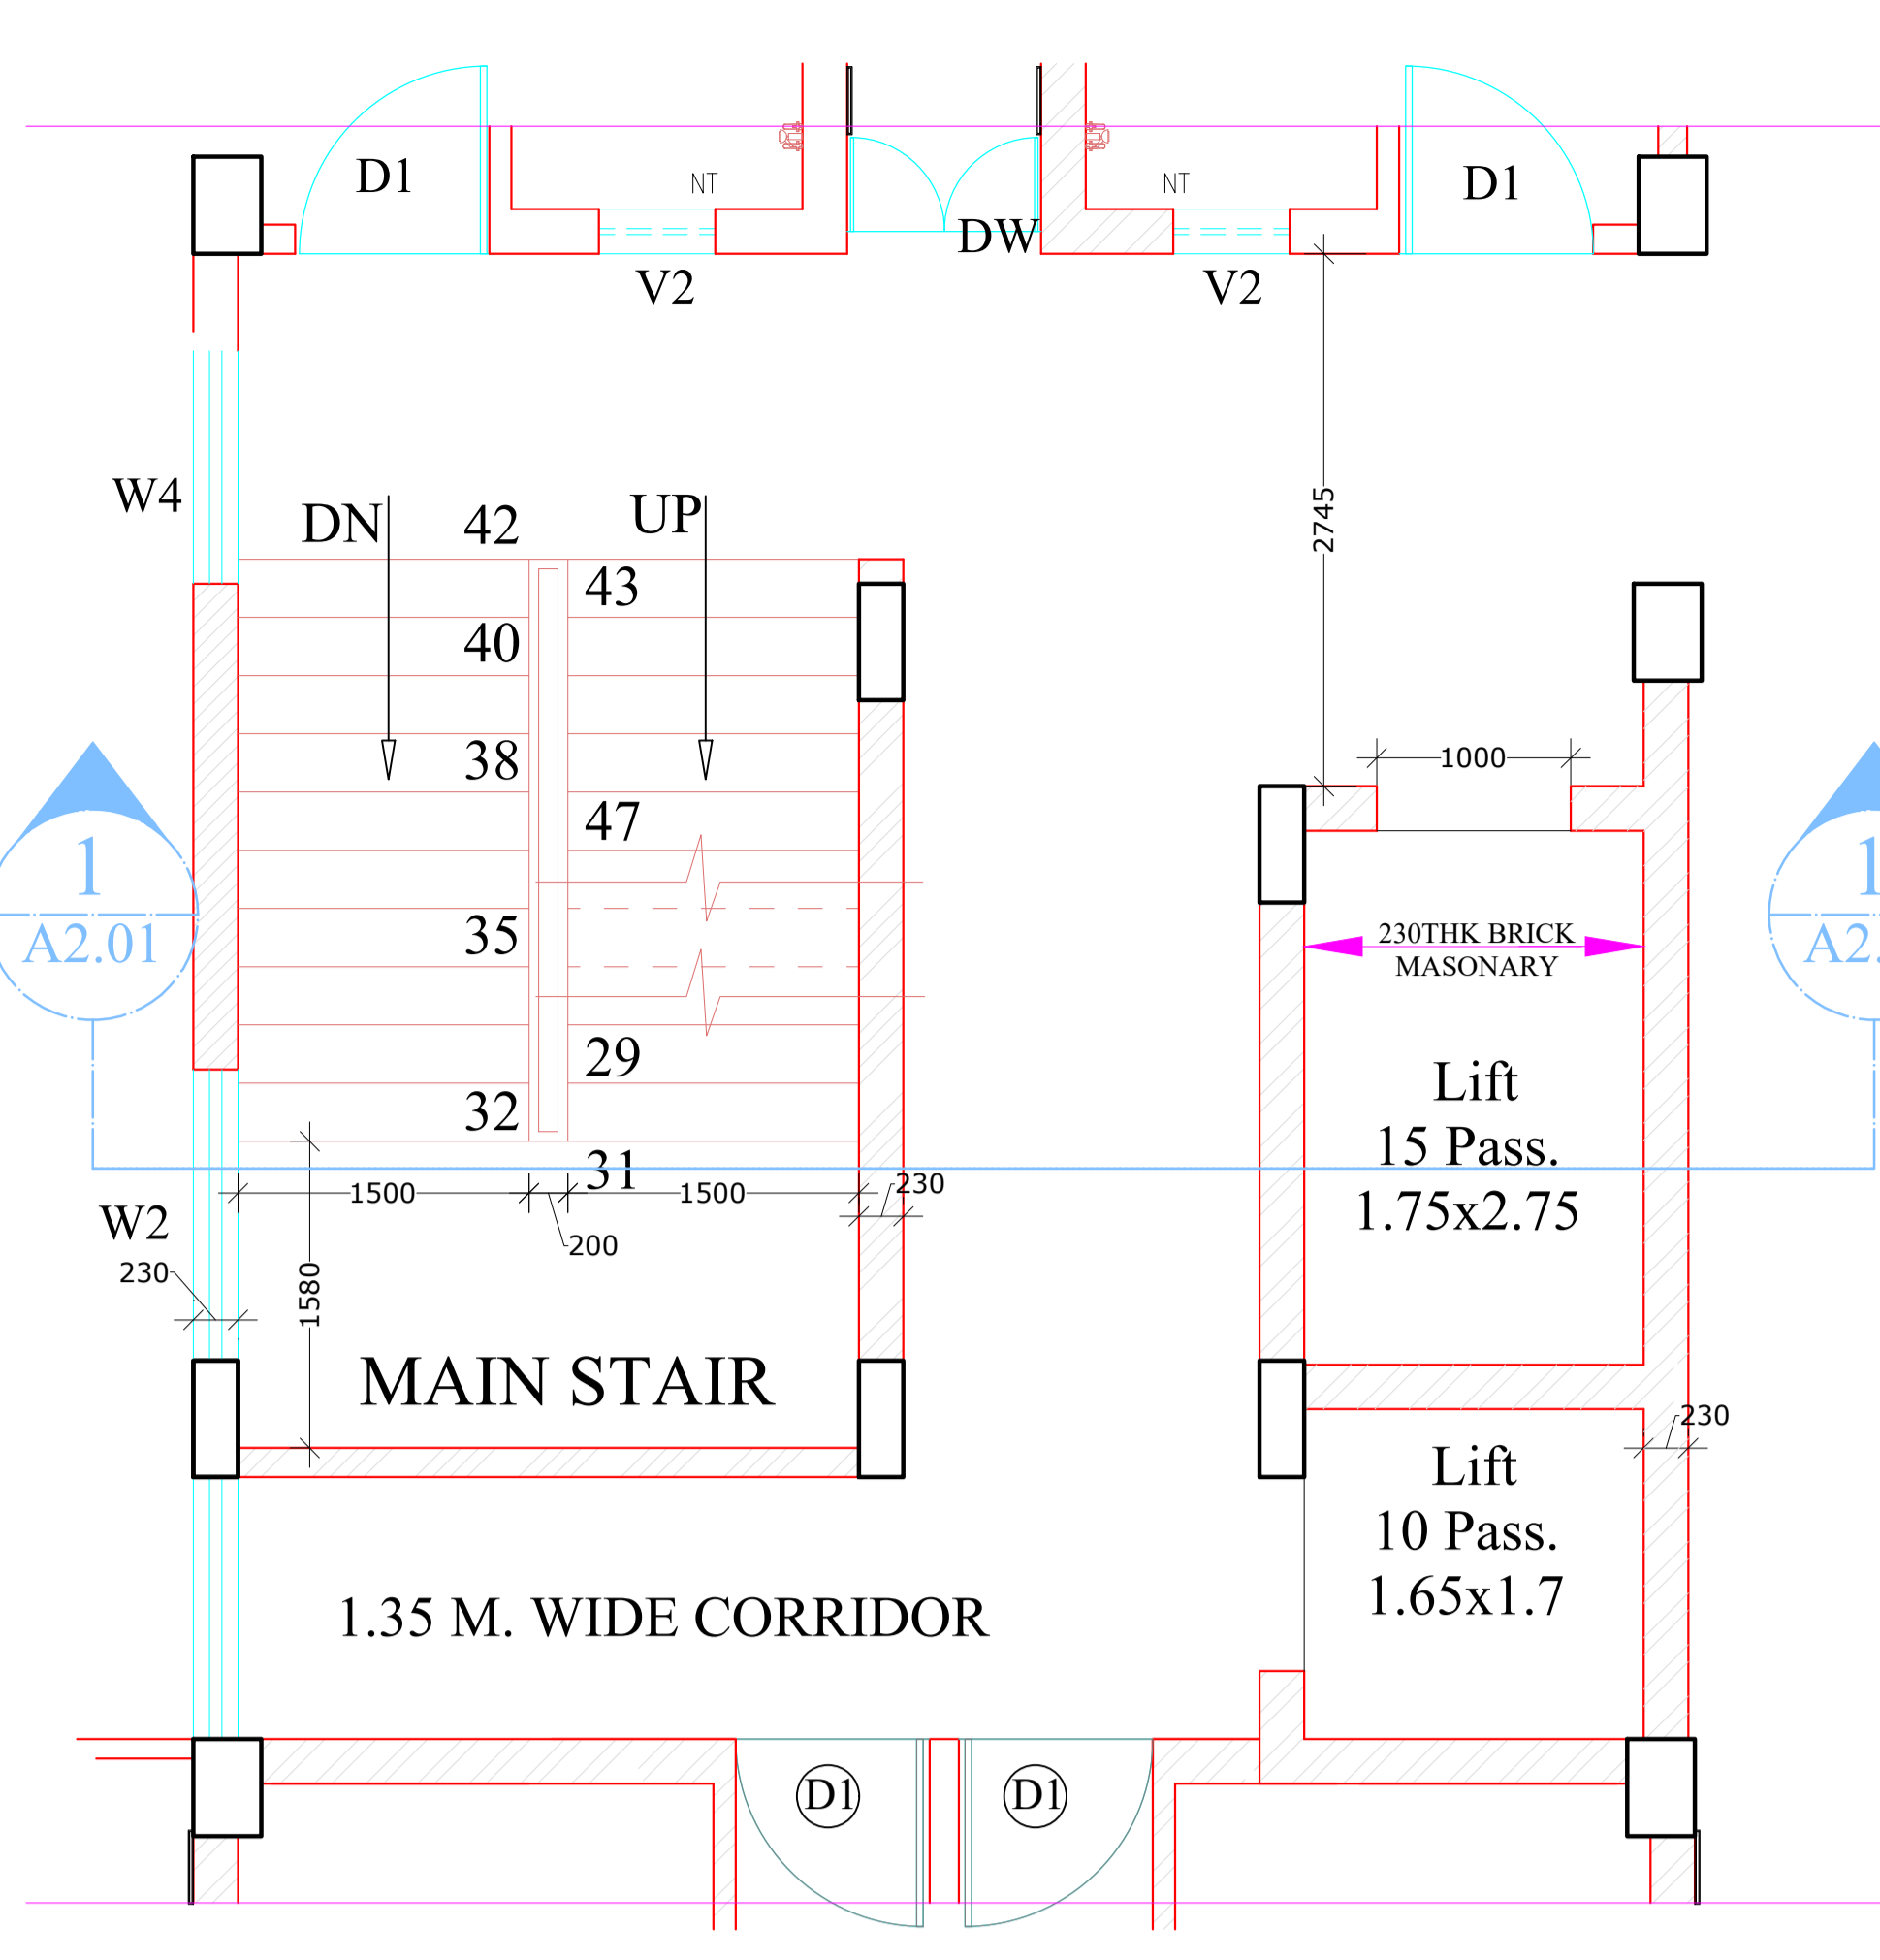 D1
NT
DW
NT
D1
V2
V2
W4
DN
42
UP
2745
43
40
38
47
1000
1
A2.01
1
A2.
35
230THK BRICK
MASONARY
29
32
31
Lift
15 Pass.
1.75x2.75
1500
1500
230
W2
200
230
1580
MAIN STAIR
230
Lift
10 Pass.
1.65x1.7
1.35 M. WIDE CORRIDOR
D1
D1